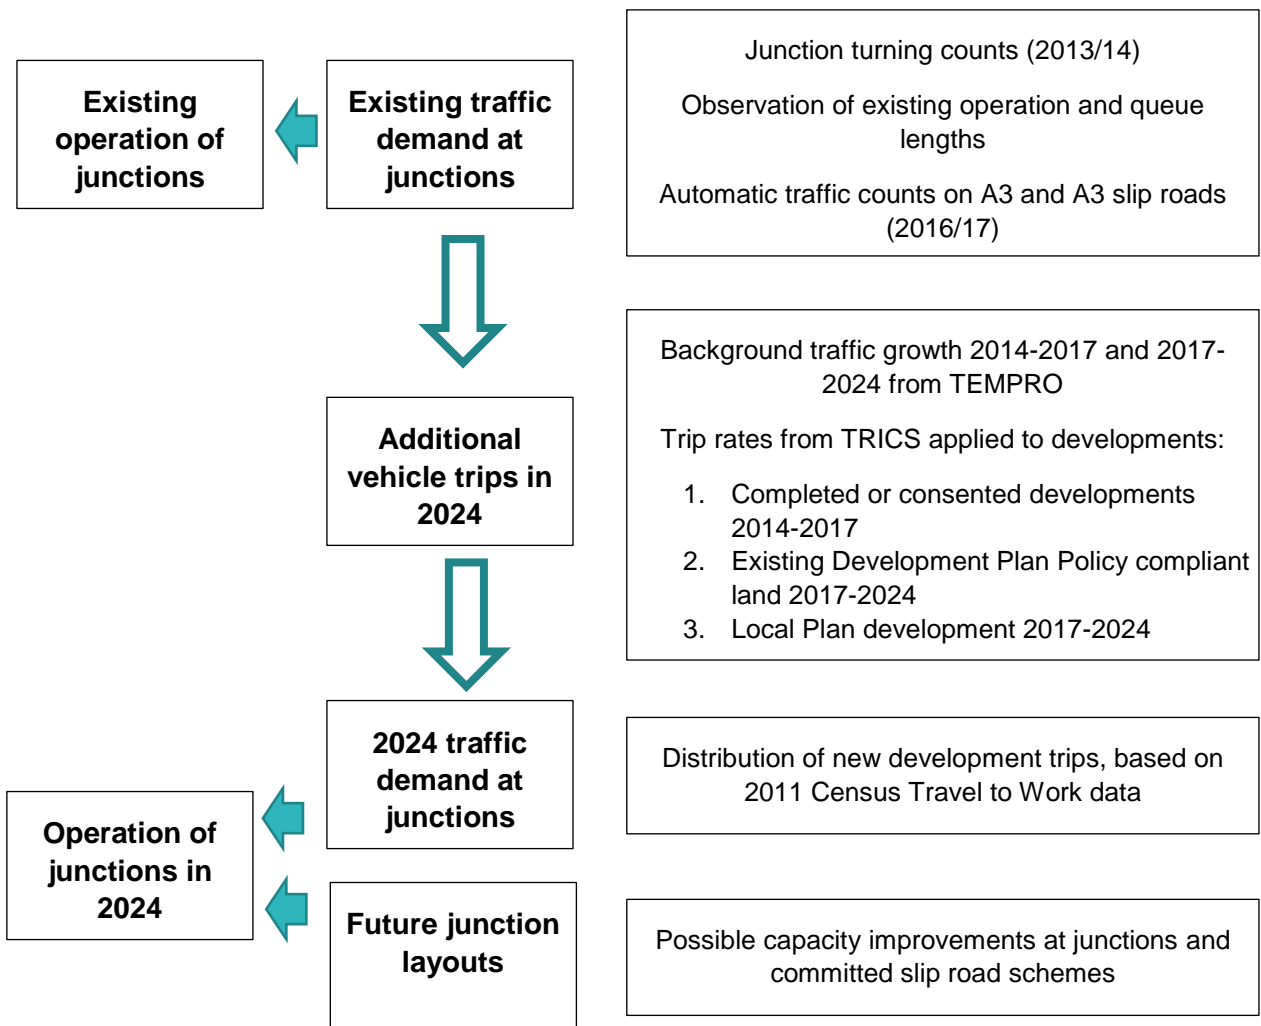 Existing
operation of
junctions
Existing traffic
demand at
junctions
Junction turning counts (2013/14)
Observation of existing operation and queue
lengths
Automatic traffic counts on A3 and A3 slip roads
(2016/17)
Additional
vehicle trips in
2024
Background traffic growth 2014-2017 and 2017-
2024 from TEMPRO
Trip rates from TRICS applied to developments:
1. Completed or consented developments
2014-2017
2. Existing Development Plan Policy compliant
land 2017-2024
3. Local Plan development 2017-2024
2024 traffic
demand at
junctions
Distribution of new development trips, based on
2011 Census Travel to Work data
Operation of
junctions in
2024
Future junction
layouts
Possible capacity improvements at junctions and
committed slip road schemes